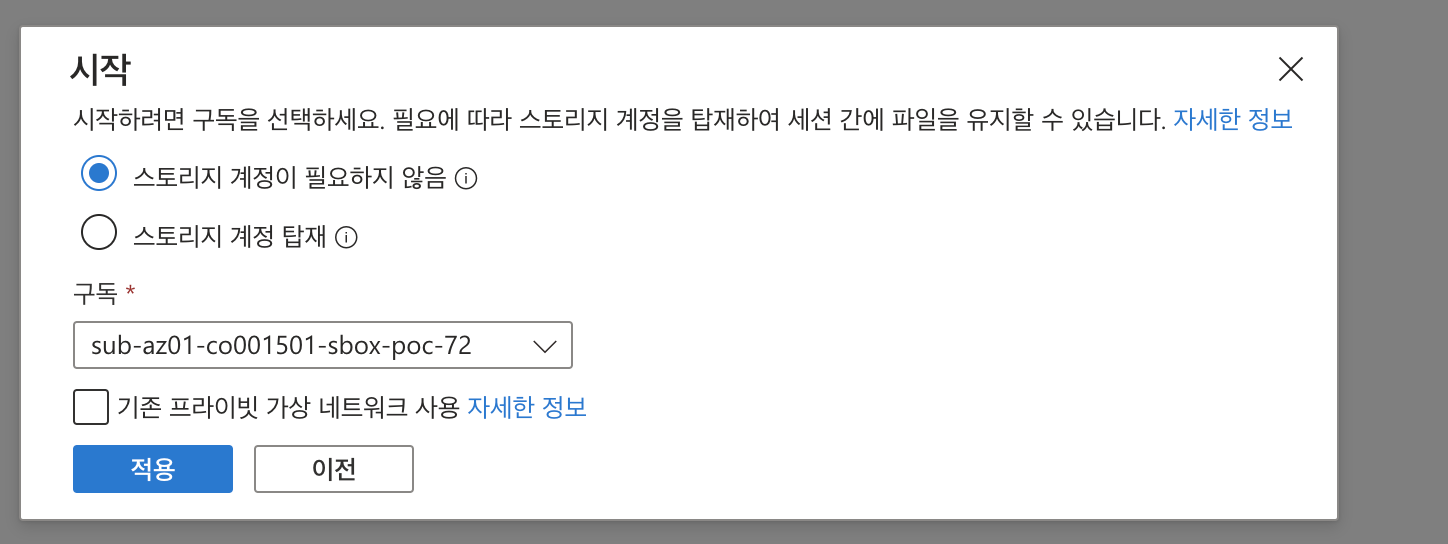 시작
시작하려면 구독을 선택하세요. 필요에 따라 스토리지 계정을 탑재하여 세션 간에 파일을 유지할 수 있습니다. 자세한 정보
스토리지 계정이 필요하지 않음
스토리지 계정 탑재
구독 *
sub-az01-co001501-sbox-poc-72
기존 프라이빗 가상 네트워크 사용 자세한 정보
적용 이전